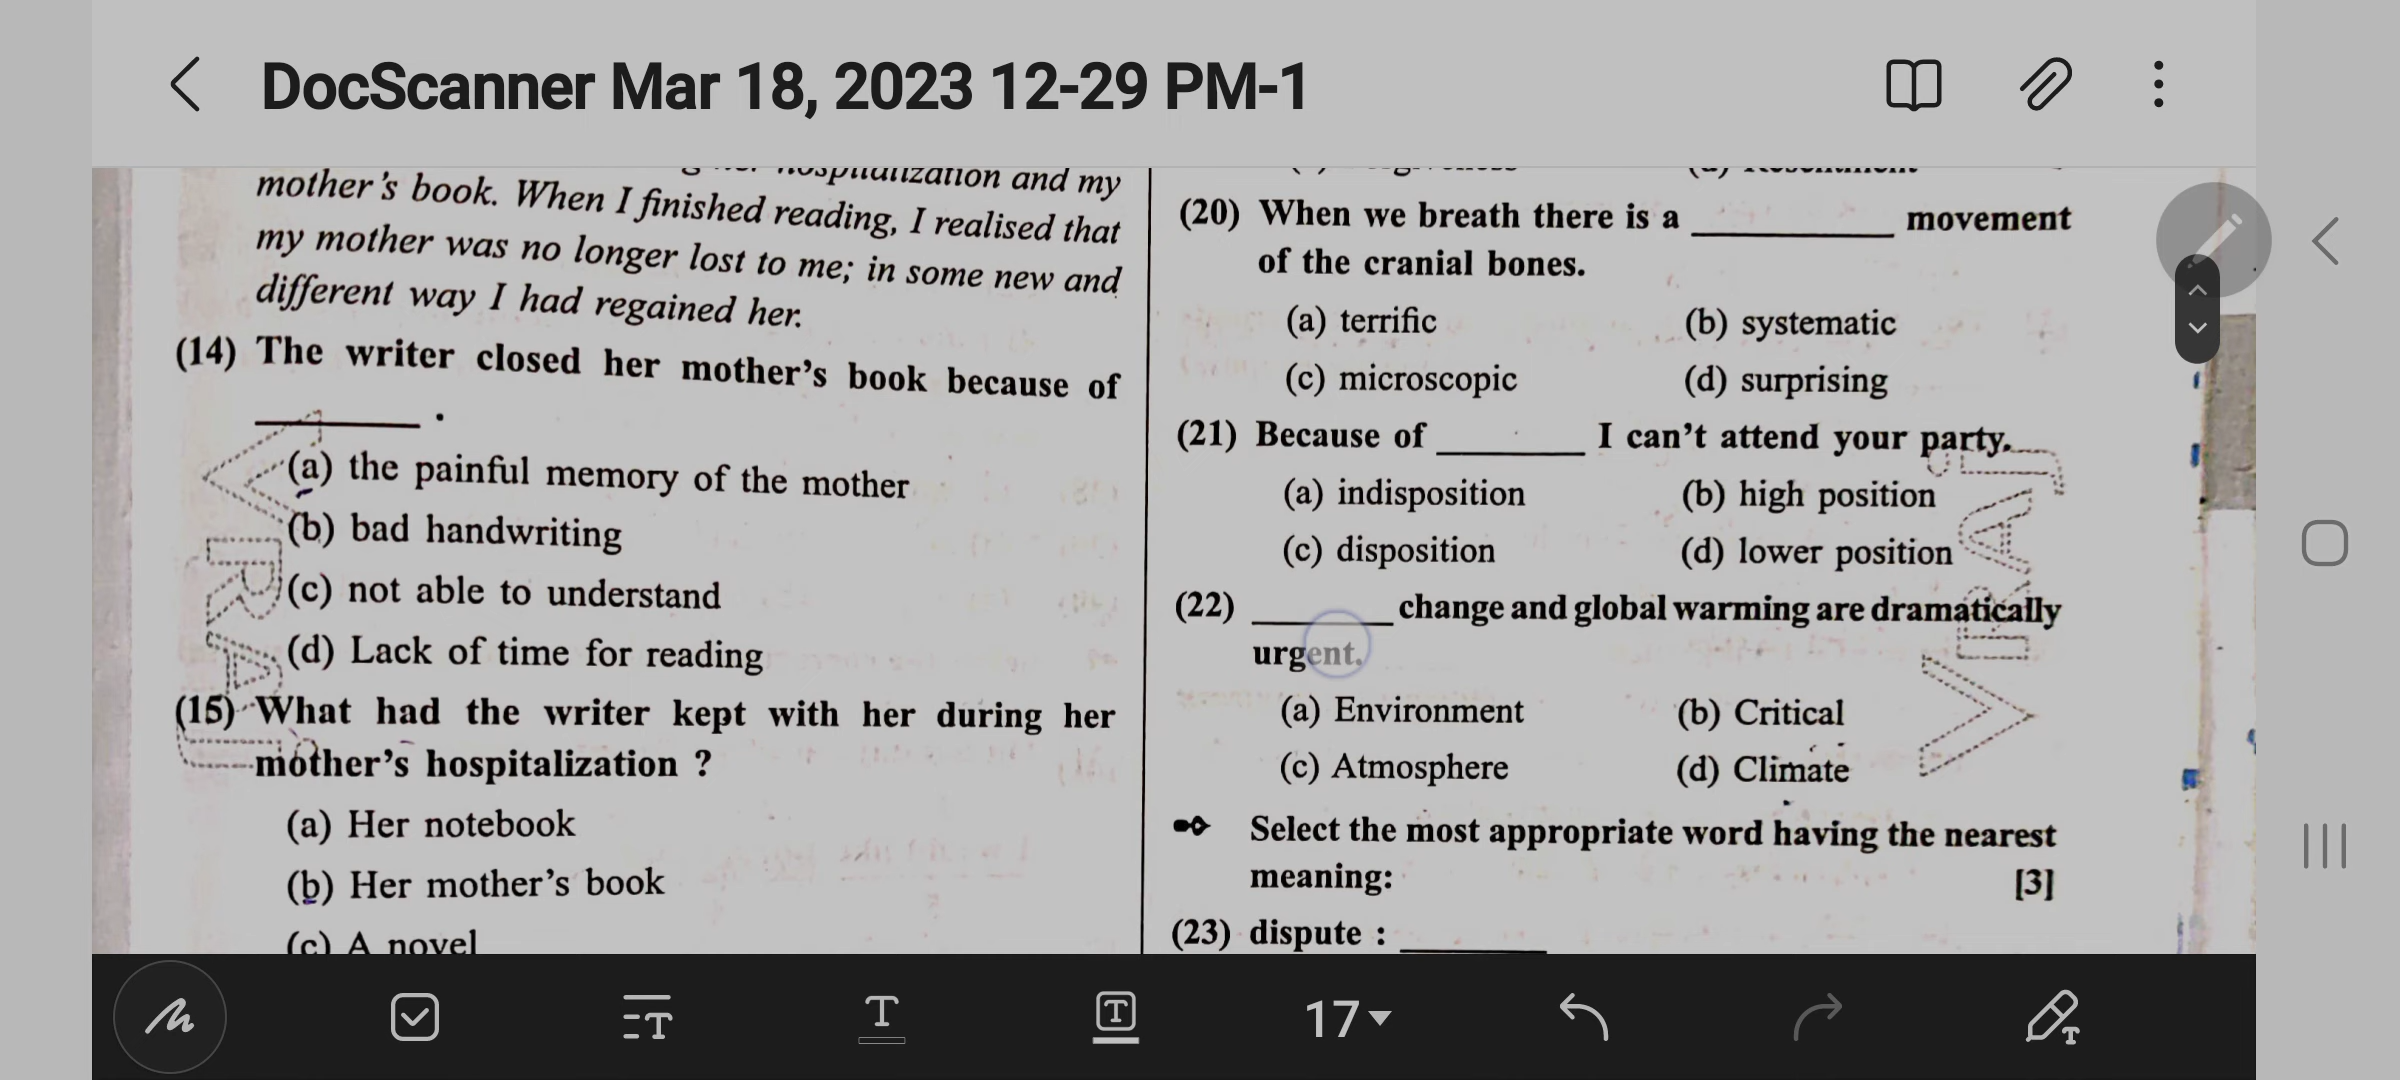 DocScanner Mar 18, 2023 12-29 PM-1
hospitalization and my
mother's book. When I finished reading, I realised that
my mother was no longer lost to me; in some new and
different way I had regained her.
(14) The writer closed her mother's book because of
________ .
(a) the painful memory of the mother
(b) bad handwriting
(c) not able to understand
(d) Lack of time for reading
(15) What had the writer kept with her during her
mother's hospitalization ?
(a) Her notebook
(b) Her mother's book
(c) A novel
(20) When we breath there is a ________ movement
of the cranial bones.
(a) terrific (b) systematic
(c) microscopic (d) surprising
(21) Because of ________ I can't attend your party.
(a) indisposition (b) high position
(c) disposition (d) lower position
(22) ________ change and global warming are dramatically
urgent.
(a) Environment (b) Critical
(c) Atmosphere (d) Climate
Select the most appropriate word having the nearest
meaning: [3]
(23) dispute : ________
17